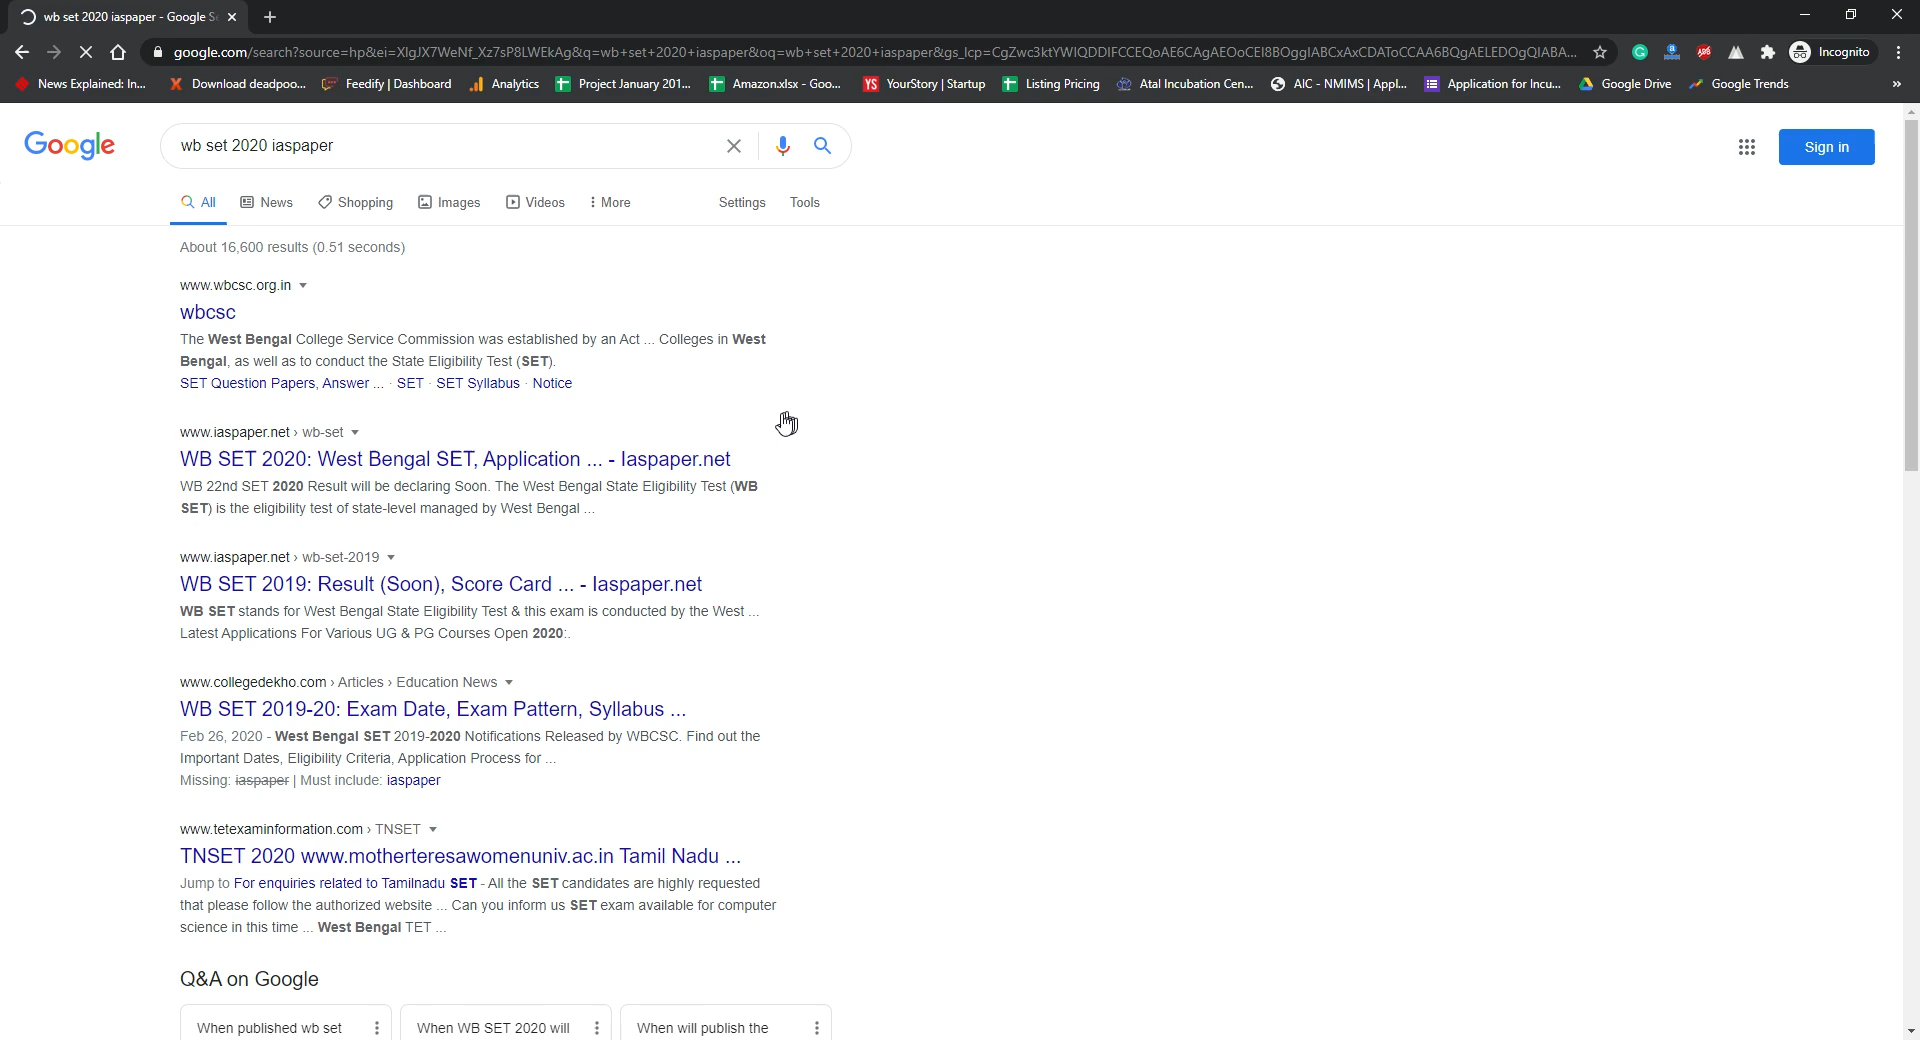 wb set 2020 iaspaper - Google S
google.com/search?source=hp&ei=XlgJX7WeNf_Xz7sP8LWEkAg&q=wb+set+2020+iaspaper&oq=wb+set+2020+iaspaper&gs_lcp=CgZwc3ktYWIQDDIFCCEQoAE6CAgAEOoCEI8BOggIABCxAxCDAToCCAA6BQgAELEDOgQIABA...
Incognito
News Explained: In...
Download deadpoo...
Feedify | Dashboard
Analytics
Project January 201...
Amazon.xlsx - Goo...
YS
YourStory | Startup
Listing Pricing
Atal Incubation Cen...
AIC - NMIMS | Appl...
Application for Incu...
Google Drive
Google Trends
»
Google
wb set 2020 iaspaper
Sign in
All
News
Shopping
Images
Videos
More
Settings
Tools
About 16,600 results (0.51 seconds)
www.wbcsc.org.in
wbcsc
The West Bengal College Service Commission was established by an Act ... Colleges in West
Bengal, as well as to conduct the State Eligibility Test (SET).
SET Question Papers, Answer ... · SET · SET Syllabus · Notice
www.iaspaper.net › wb-set
WB SET 2020: West Bengal SET, Application ... - Iaspaper.net
WB 22nd SET 2020 Result will be declaring Soon. The West Bengal State Eligibility Test (WB
SET) is the eligibility test of state-level managed by West Bengal ...
www.iaspaper.net › wb-set-2019
WB SET 2019: Result (Soon), Score Card ... - Iaspaper.net
WB SET stands for West Bengal State Eligibility Test & this exam is conducted by the West ...
Latest Applications For Various UG & PG Courses Open 2020:.
www.collegedekho.com › Articles › Education News
WB SET 2019-20: Exam Date, Exam Pattern, Syllabus ...
Feb 26, 2020 - West Bengal SET 2019-2020 Notifications Released by WBCSC. Find out the
Important Dates, Eligibility Criteria, Application Process for ...
Missing: iaspaper | Must include: iaspaper
www.tetexaminformation.com › TNSET
TNSET 2020 www.motherteresawomenuniv.ac.in Tamil Nadu ...
Jump to For enquiries related to Tamilnadu SET - All the SET candidates are highly requested
that please follow the authorized website ... Can you inform us SET exam available for computer
science in this time ... West Bengal TET ...
Q&A on Google
When published wb set
When WB SET 2020 will
When will publish the